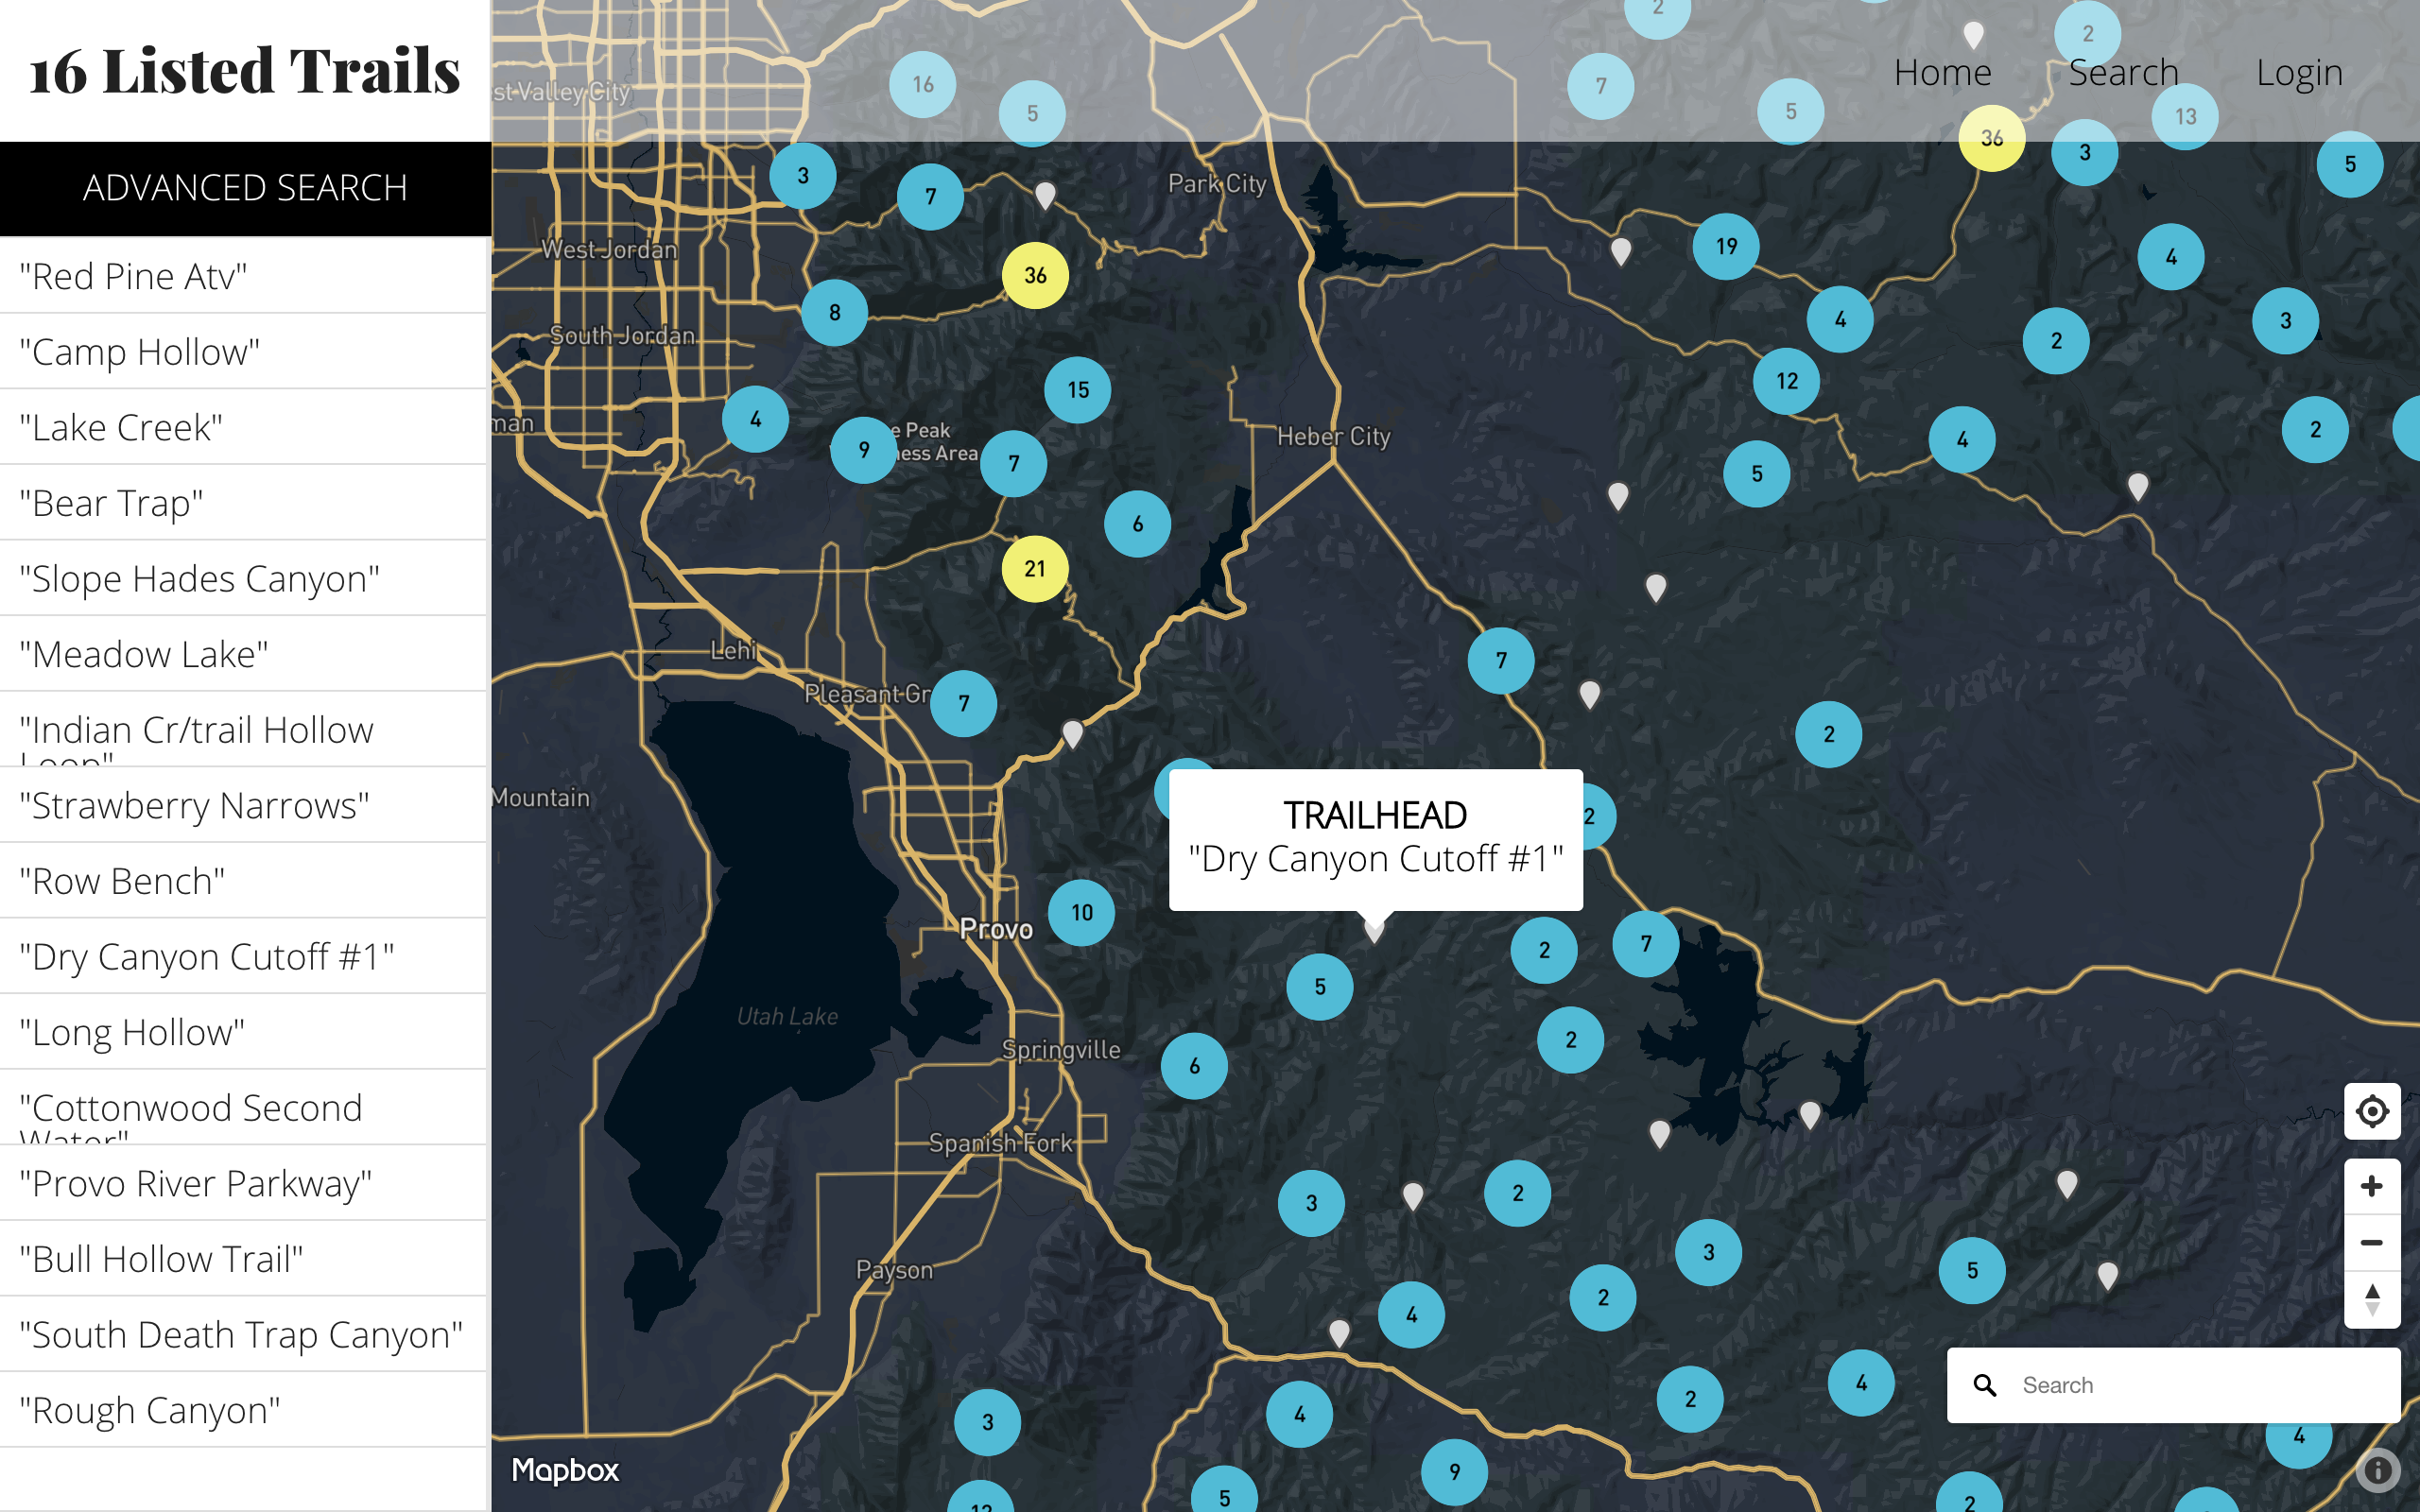 16 Listed Trails
ADVANCED SEARCH
"Red Pine Atv"
"Camp Hollow"
"Lake Creek"
"Bear Trap"
"Slope Hades Canyon"
"Meadow Lake"
"Indian Cr/trail Hollow
Loop"
"Strawberry Narrows"
"Row Bench"
"Dry Canyon Cutoff #1"
"Long Hollow"
"Cottonwood Second
Water"
"Provo River Parkway"
"Bull Hollow Trail"
"South Death Trap Canyon"
"Rough Canyon"
Home Search Login
2
2
16
5
7
5
13
36
st Valley City
3
7
Park City
3
5
West Jordan
36
19
4
8
South Jordan
4
2
3
15
12
4
man
9
e Peak
ness Area
7
Heber City
5
4
2
6
21
Lehi
7
Pleasant Gr
7
2
Mountain
TRAILHEAD
"Dry Canyon Cutoff #1"
2
10
Provo
2
7
5
Utah Lake
Springville
2
6
Spanish Fork
3
2
3
5
Payson
4
2
3
4
2
4
Search
4
9
5
2
Mapbox